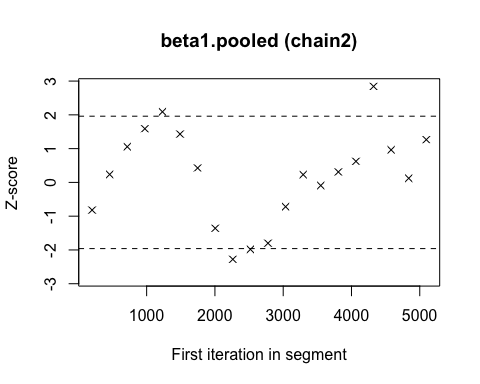 beta1.pooled (chain2)
Z-score
3
2
1
0
-1
-2
-3
1000 2000 3000 4000 5000
First iteration in segment